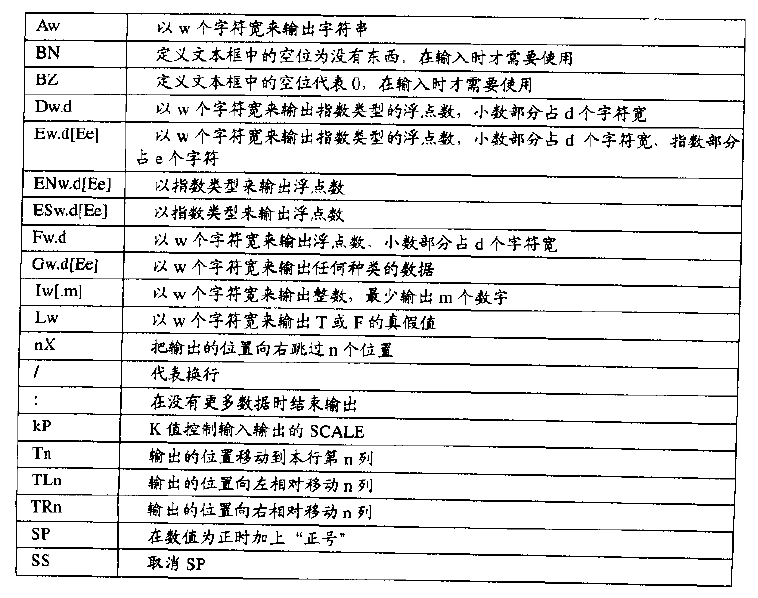 Aw 以 w 个字符宽来输出字符串
BN 定义文本框中的空位为没有东西，在输入时才需要使用
BZ 定义文本框中的空位代表 0，在输入时才需要使用
Dw.d 以 w 个字符宽来输出指数类型的浮点数，小数部分占 d 个字符宽
Ew.d[Ee] 以 w 个字符宽来输出指数类型的浮点数，小数部分占 d 个字符宽、指数部分
占 e 个字符
ENw.d[Ee] 以指数类型来输出浮点数
ESw.d[Ee] 以指数类型来输出浮点数
Fw.d 以 w 个字符宽来输出浮点数、小数部分占 d 个字符宽
Gw.d[Ee] 以 w 个字符宽来输出任何种类的数据
Iw[.m] 以 w 个字符宽来输出整数，最少输出 m 个数字
Lw 以 w 个字符宽来输出 T 或 F 的真假值
nX 把输出的位置向右跳过 n 个位置
/ 代表换行
: 在没有更多数据时结束输出
kP K 值控制输入输出的 SCALE
Tn 输出的位置移动到本行第 n 列
TLn 输出的位置向左相对移动 n 列
TRn 输出的位置向右相对移动 n 列
SP 在数值为正时加上“正号”
SS 取消 SP